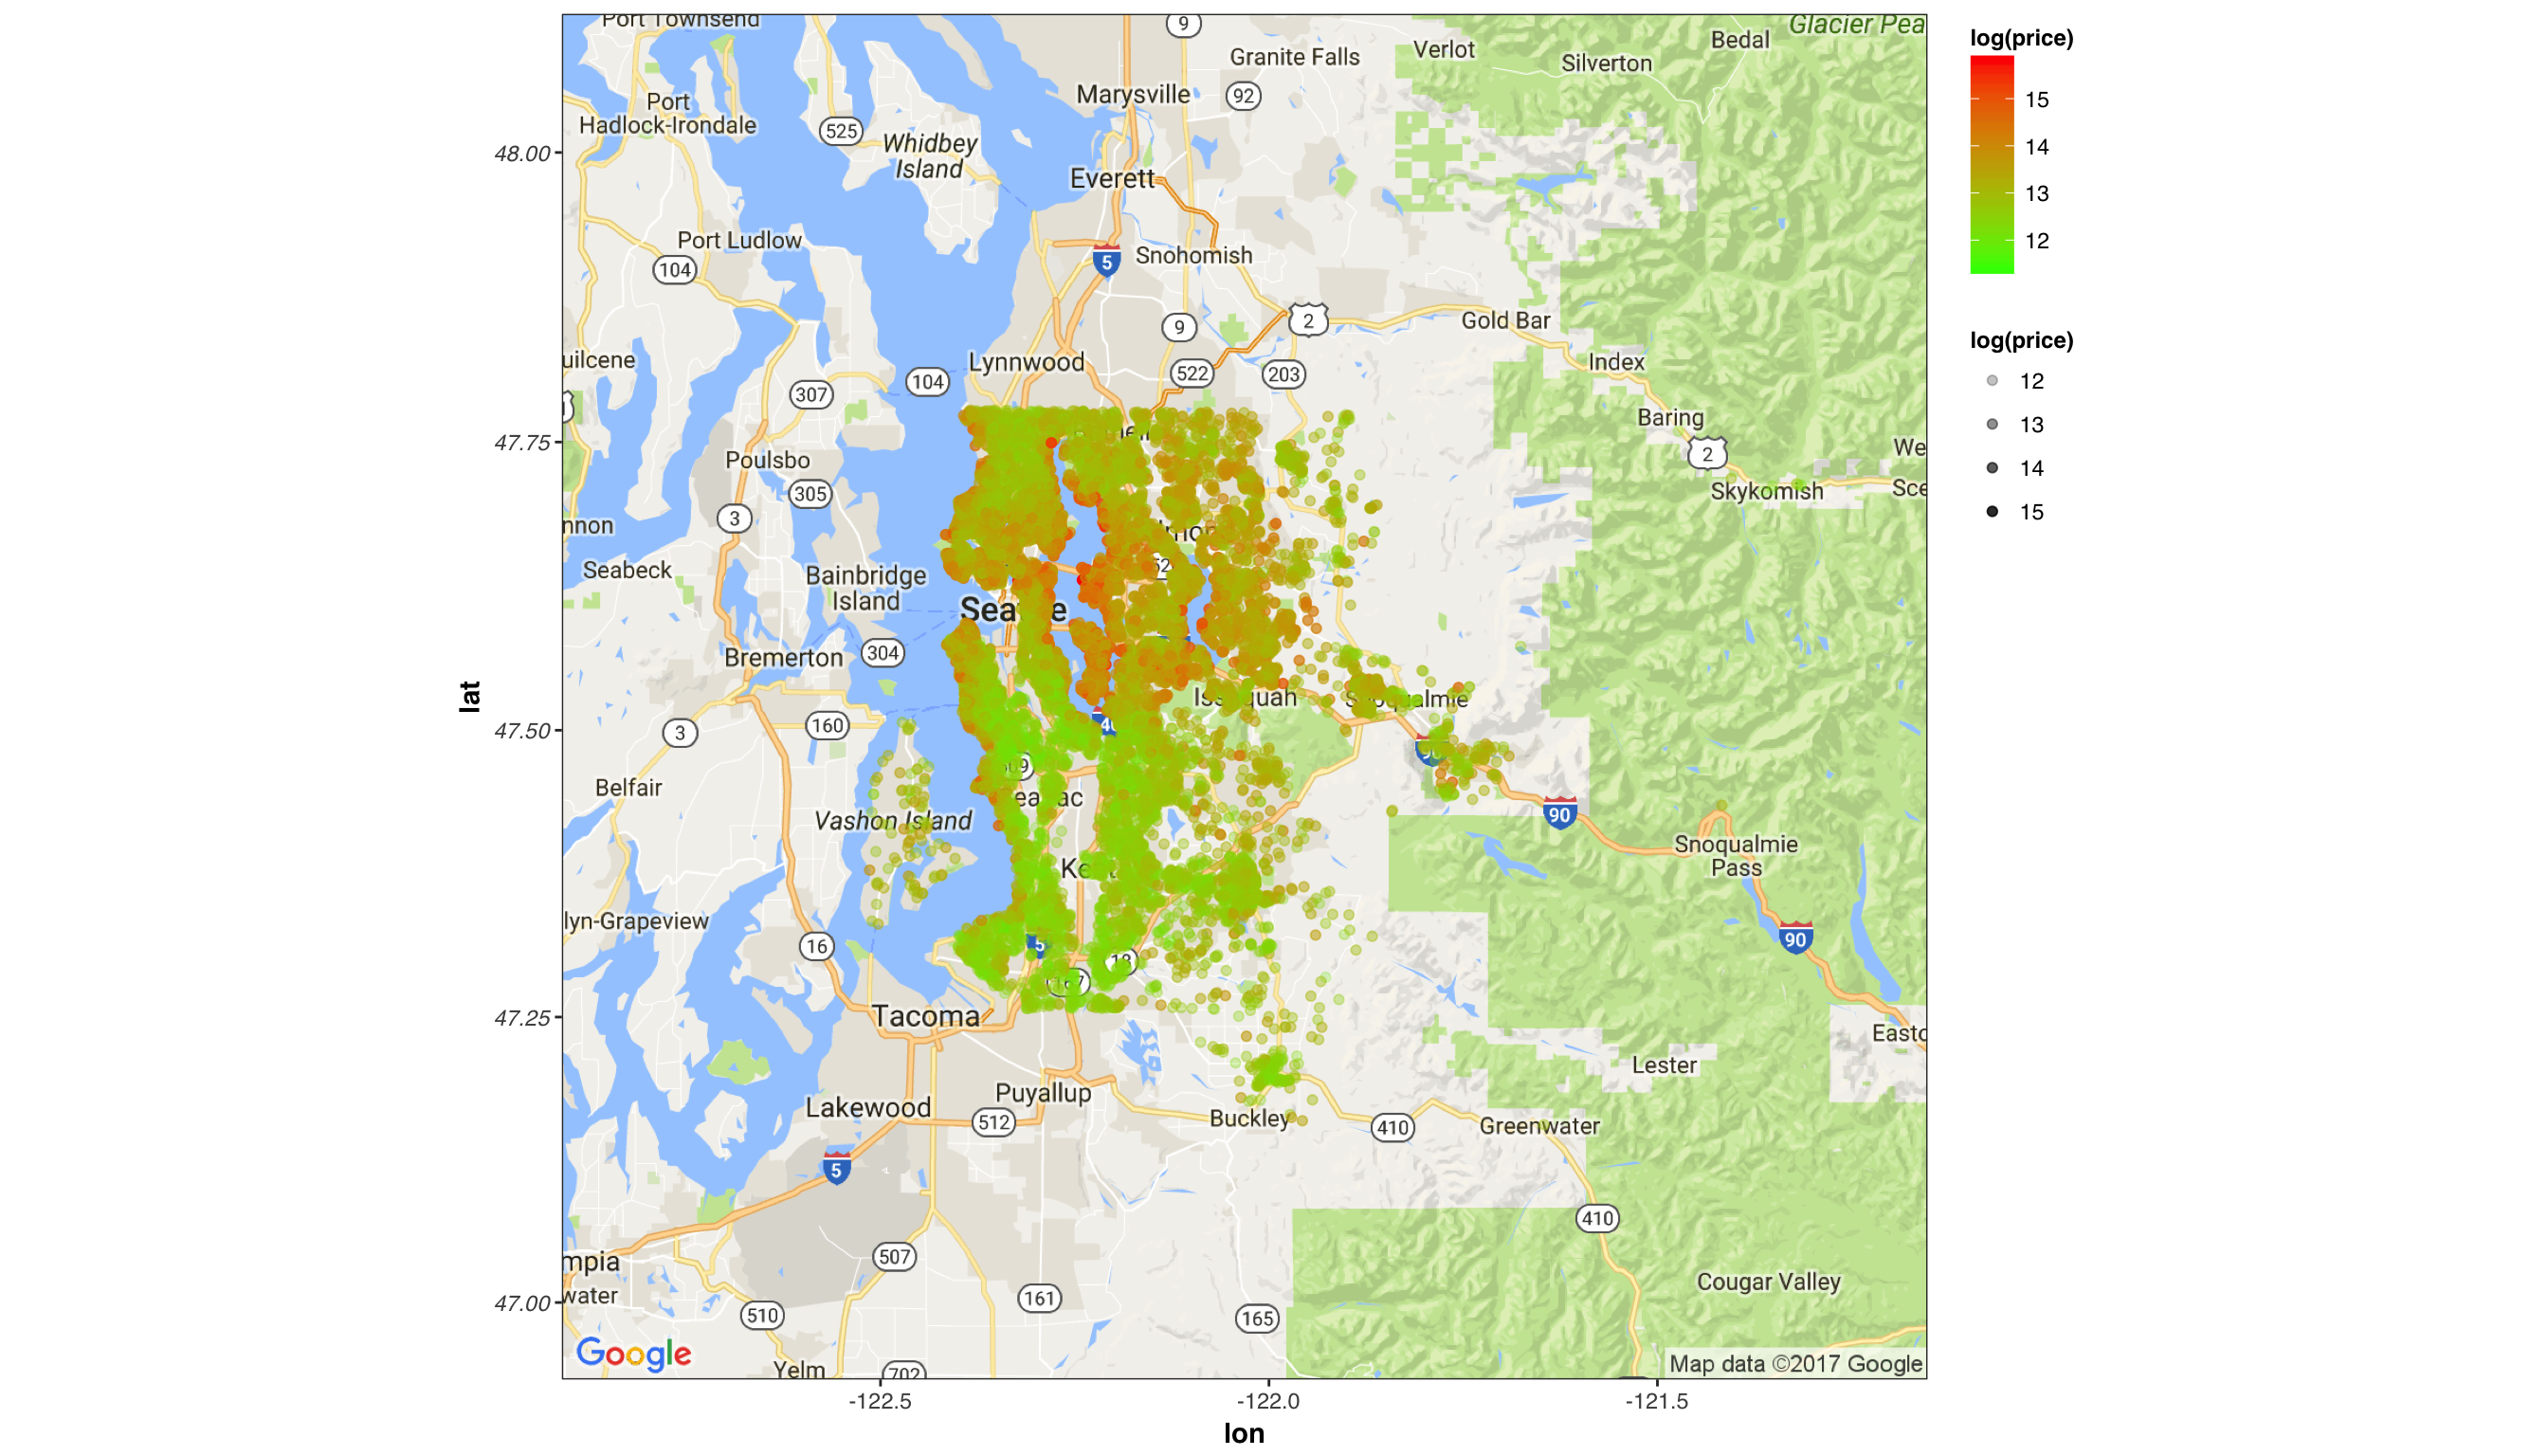 Port Townsend
9
Glacier Pea
Granite Falls
Verlot
Bedal
Silverton
Port
Hadlock-Irondale
Marysville
92
525
Whidbey
Island
48.00
Everett
Port Ludlow
104
5
Snohomish
9
2
Gold Bar
uilcene
Lynnwood
104
522
203
Index
307
Baring
47.75
Poulsbo
2
We
305
Skykomish
Sce
3
nnon
Seabeck
Bainbridge
Island
Sea e
304
Bremerton
Is quah
S oqualmie
160
47.50
3
90
Belfair
Vashon Island
Snoqualmie
Pass
lyn-Grapeview
16
5
18
167
90
47.25
Tacoma
Easto
Lester
Puyallup
Lakewood
512
Buckley
410
Greenwater
5
410
507
mpia
water
Cougar Valley
47.00
510
161
165
Google
Yelm
702
Map data ©2017 Google
-122.5
-122.0
-121.5
lon
lat
log(price)
15
14
13
12
log(price)
12
13
14
15